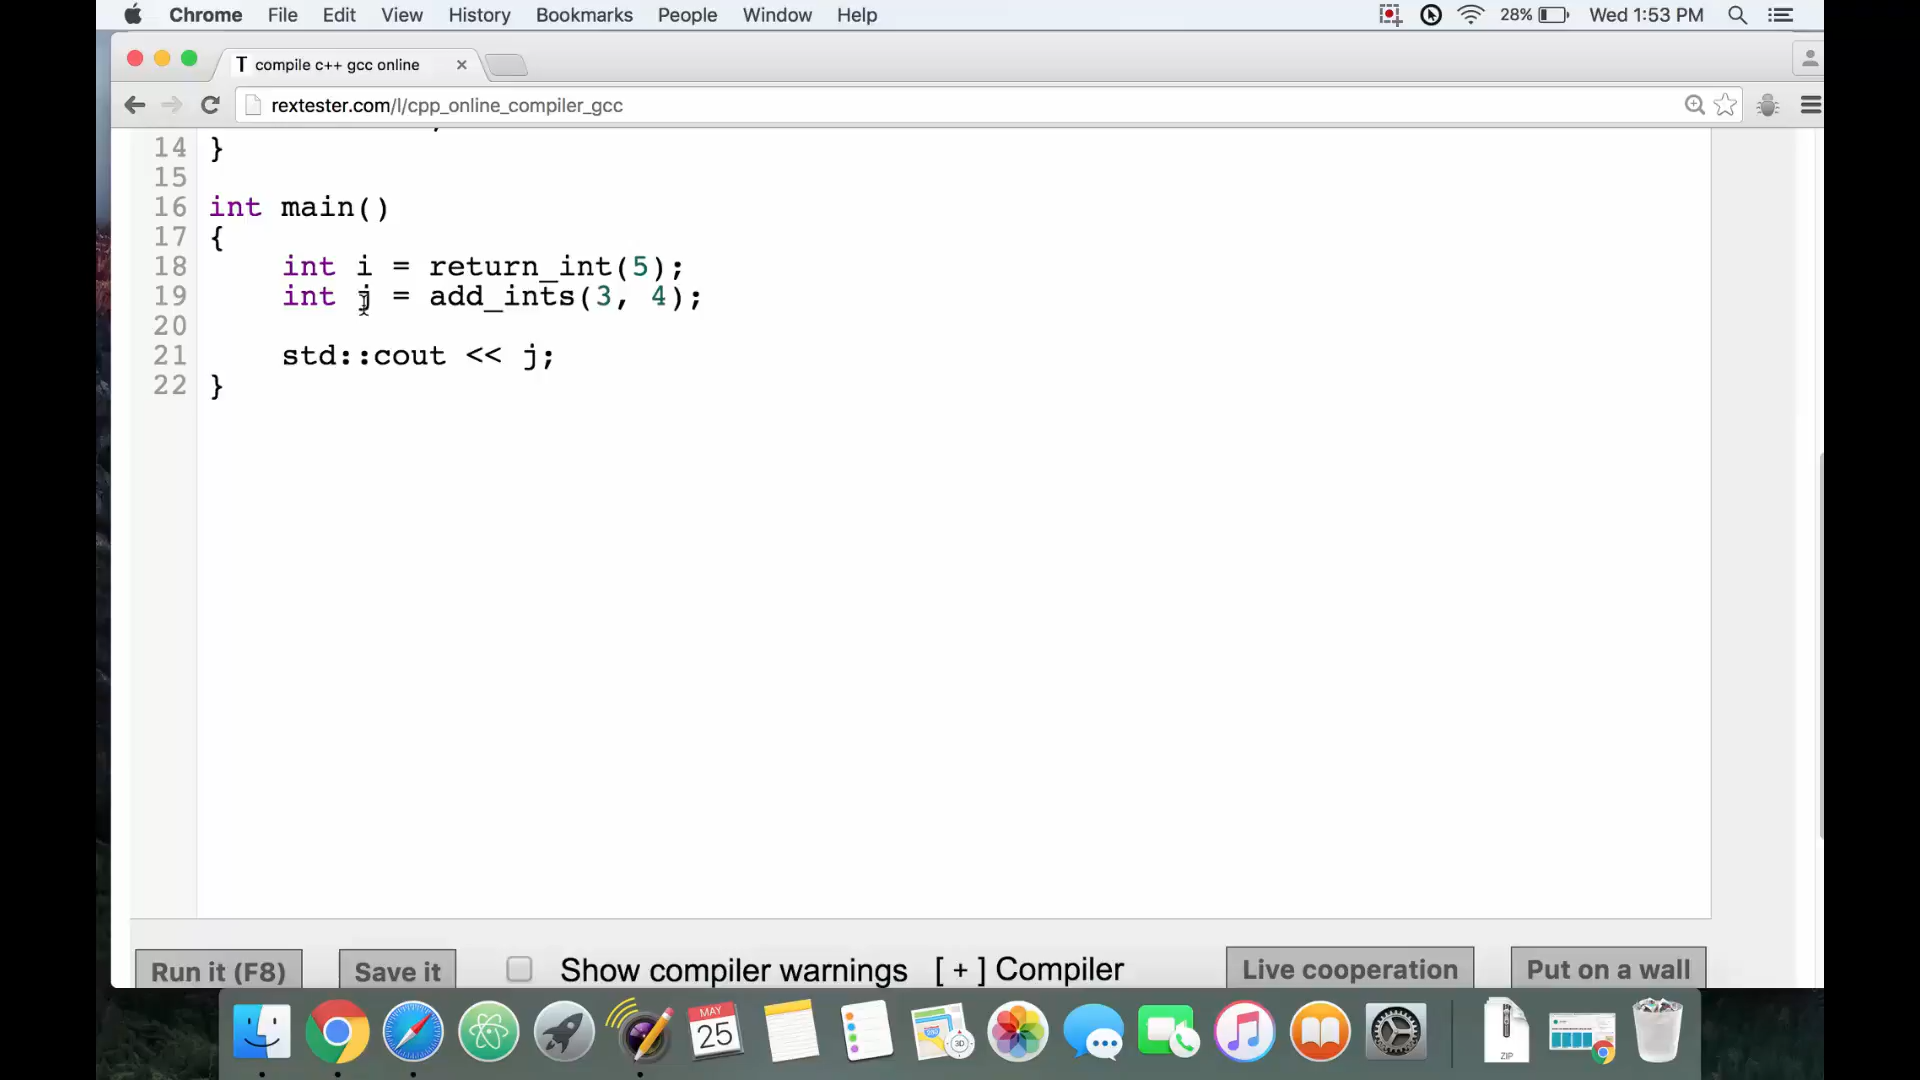 Chrome File Edit View History Bookmarks People Window Help 28% Wed 1:53 PM
T compile c++ gcc online ×
rextester.com/l/cpp_online_compiler_gcc
14 }
15
16 int main()
17 {
18 int i = return_int(5);
19 int j = add_ints(3, 4);
20
21 std::cout << j;
22 }
Run it (F8) Save it Show compiler warnings [ + ] Compiler Live cooperation Put on a wall
MAY
25
3D
ZIP